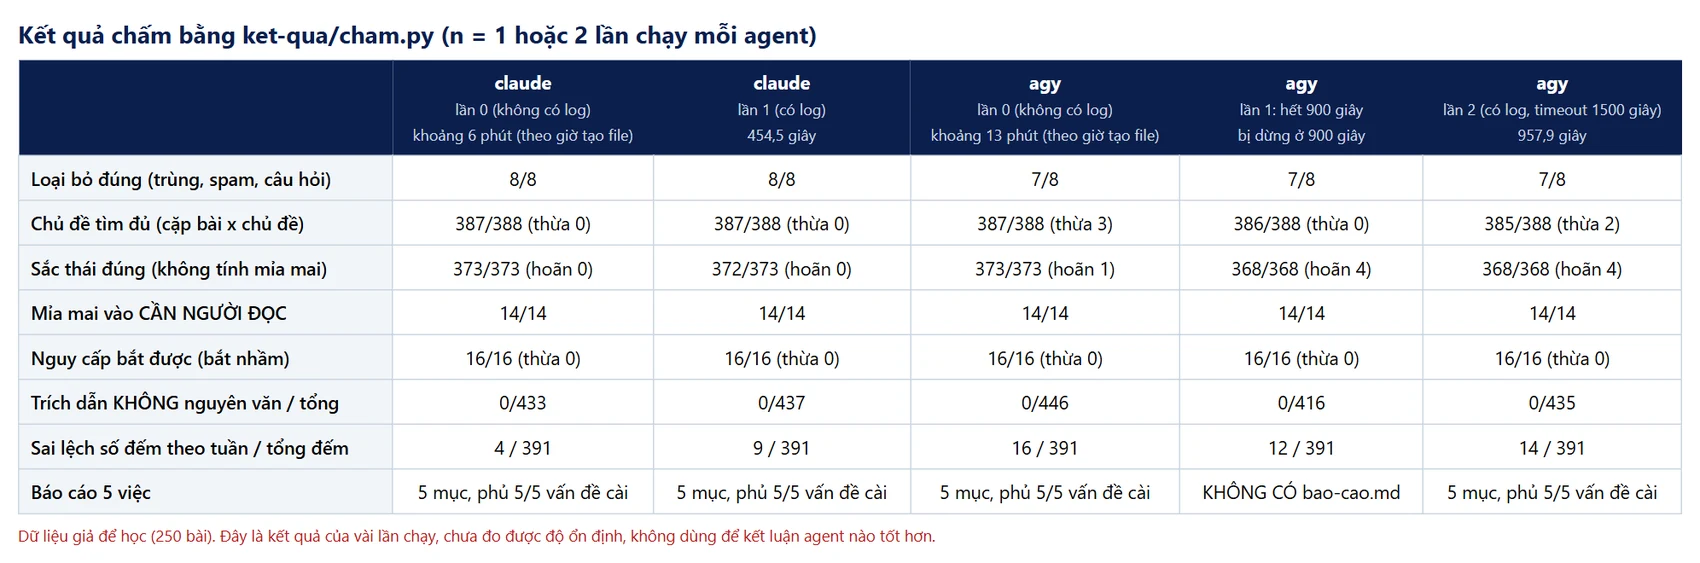 Kết quả chấm bằng ket-qua/cham.py (n = 1 hoặc 2 lần chạy mỗi agent)
claude claude agy agy agy
lần 0 (không có log) lần 1 (có log) lần 0 (không có log) lần 1: hết 900 giây lần 2 (có log, timeout 1500 giây)
khoảng 6 phút (theo giờ tạo file) 454,5 giây khoảng 13 phút (theo giờ tạo file) bị dừng ở 900 giây 957,9 giây
Loại bỏ đúng (trùng, spam, câu hỏi) 8/8 8/8 7/8 7/8 7/8
Chủ đề tìm đủ (cặp bài x chủ đề) 387/388 (thừa 0) 387/388 (thừa 0) 387/388 (thừa 3) 386/388 (thừa 0) 385/388 (thừa 2)
Sắc thái đúng (không tính mỉa mai) 373/373 (hoãn 0) 372/373 (hoãn 0) 373/373 (hoãn 1) 368/368 (hoãn 4) 368/368 (hoãn 4)
Mỉa mai vào CẦN NGƯỜI ĐỌC 14/14 14/14 14/14 14/14 14/14
Nguy cấp bắt được (bắt nhầm) 16/16 (thừa 0) 16/16 (thừa 0) 16/16 (thừa 0) 16/16 (thừa 0) 16/16 (thừa 0)
Trích dẫn KHÔNG nguyên văn / tổng 0/433 0/437 0/446 0/416 0/435
Sai lệch số đếm theo tuần / tổng đếm 4 / 391 9 / 391 16 / 391 12 / 391 14 / 391
Báo cáo 5 việc 5 mục, phủ 5/5 vấn đề cài 5 mục, phủ 5/5 vấn đề cài 5 mục, phủ 5/5 vấn đề cài KHÔNG CÓ bao-cao.md 5 mục, phủ 5/5 vấn đề cài
Dữ liệu giả để học (250 bài). Đây là kết quả của vài lần chạy, chưa đo được độ ổn định, không dùng để kết luận agent nào tốt hơn.